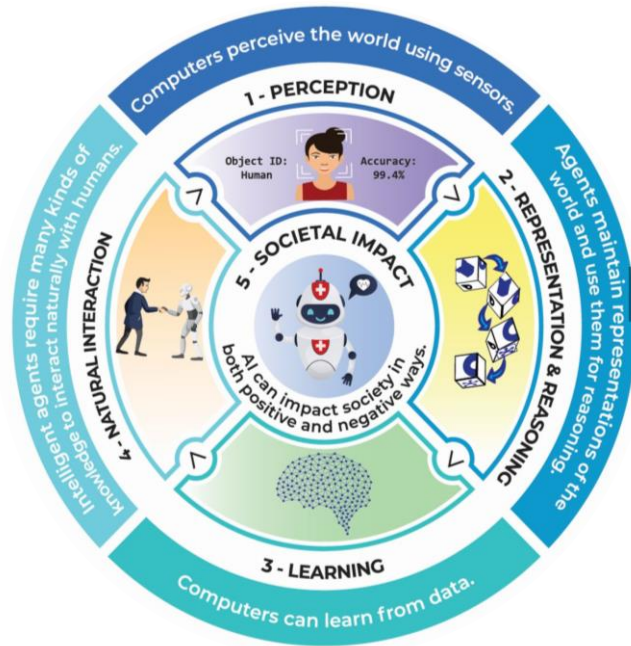 Computers perceive the world using sensors.
1 - PERCEPTION
Object ID:
Human
Accuracy:
99.4%
Agents maintain representations of the
world and use them for reasoning.
2 - REPRESENTATION & REASONING
3 - LEARNING
Computers can learn from data.
Intelligent agents require many kinds of
knowledge to interact naturally with humans.
4 - NATURAL INTERACTION
5 - SOCIETAL IMPACT
AI can impact society in
both positive and negative ways.